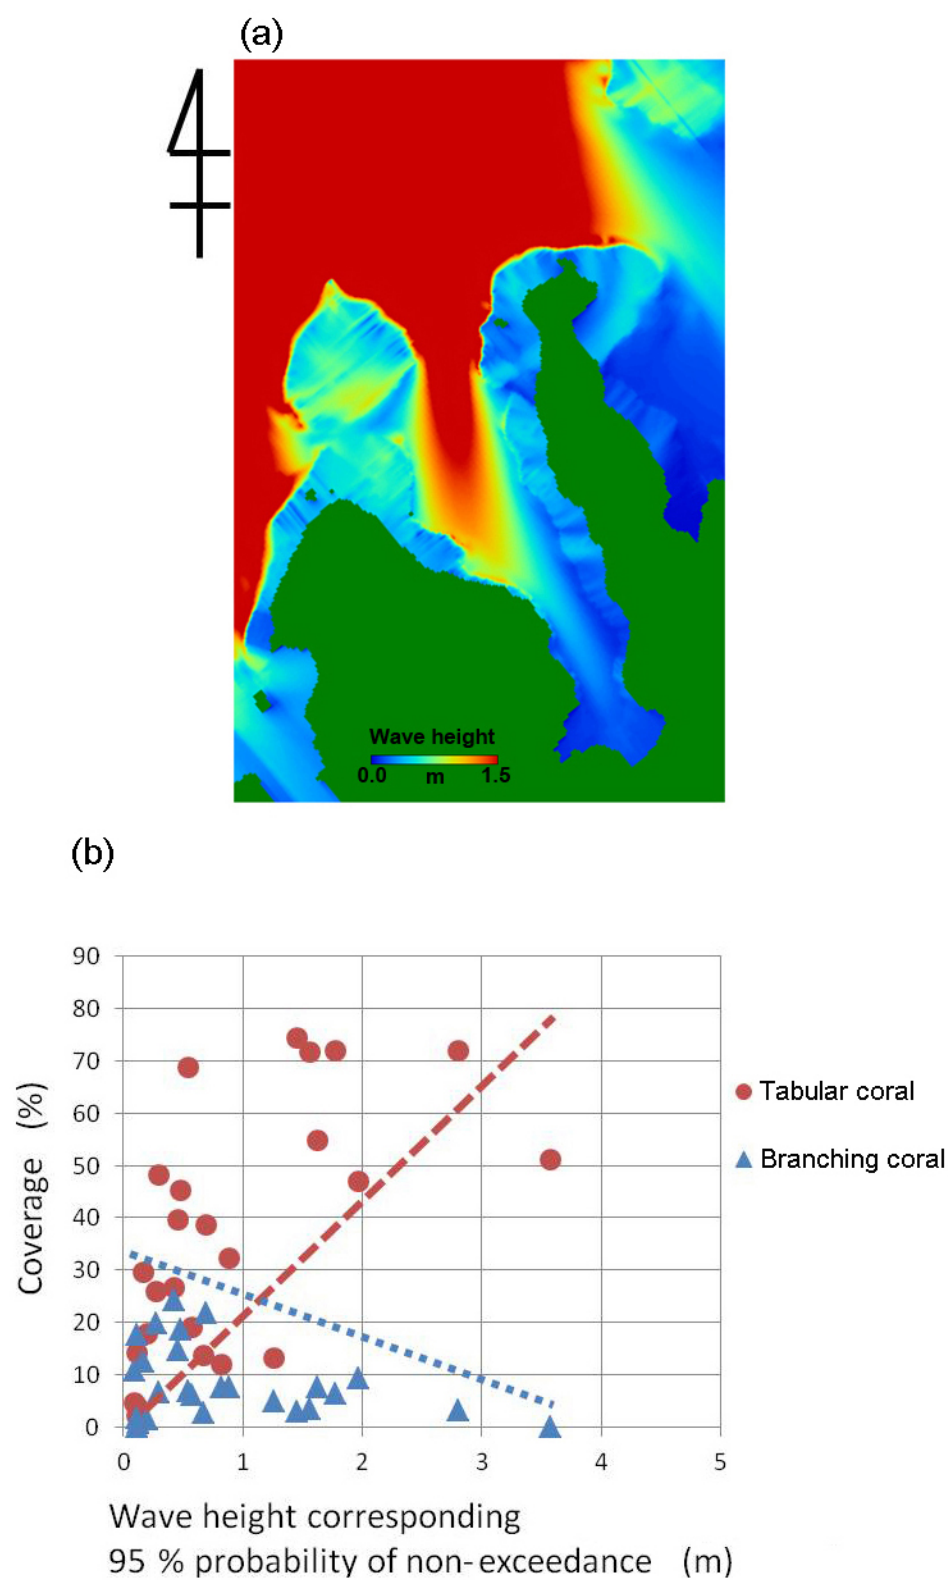 (a)
Wave height
0.0 m 1.5
(b)
90
80
70
60
50
40
30
20
10
0
Coverage (%)
Tabular coral
Branching coral
0 1 2 3 4 5
Wave height corresponding
95 % probability of non-exceedance (m)